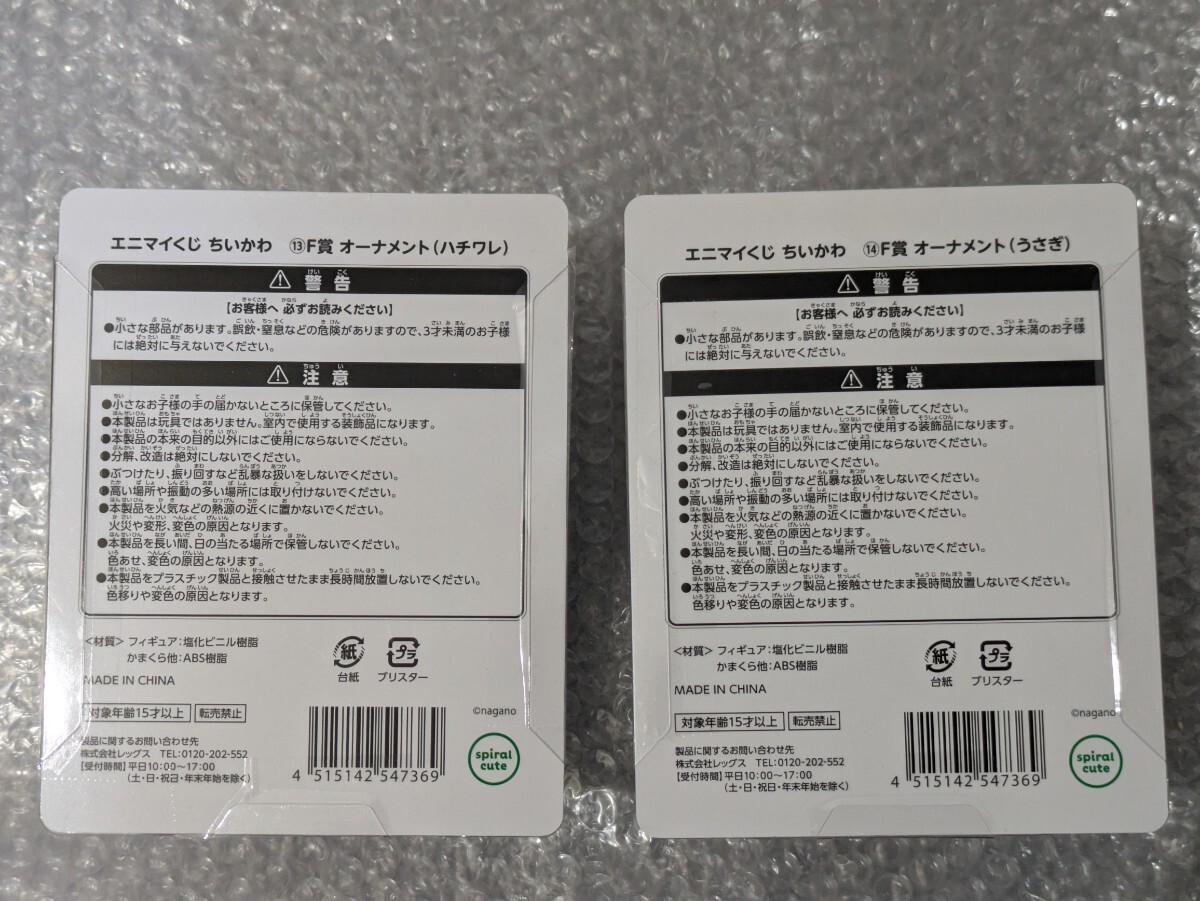 エニマイくじ ちいかわ ⑬F賞 オーナメント(ハチワレ)
⚠ 警告
【お客様へ 必ずお読みください】
●小さな部品があります。誤飲・窒息などの危険がありますので、3才未満のお子様
には絶対に与えないでください。
⚠ 注意
●小さなお子様の手の届かないところに保管してください。
●本製品は玩具ではありません。室内で使用する装飾品になります。
●本製品の本来の目的以外にはご使用にならないでください。
●分解、改造は絶対にしないでください。
●ぶつけたり、振り回すなど乱暴な扱いをしないでください。
●高い場所や振動の多い場所には取り付けないでください。
●本製品を火気などの熱源の近くに置かないでください。
火災や変形、変色の原因となります。
●本製品を長い間、日の当たる場所で保管しないでください。
色あせ、変色の原因となります。
●本製品をプラスチック製品と接触させたまま長時間放置しないでください。
色移りや変色の原因となります。
<材質> フィギュア:塩化ビニル樹脂
かまくら他:ABS樹脂
紙
台紙
プラ
ブリスター
MADE IN CHINA
対象年齢15才以上 転売禁止
©nagano
製品に関するお問い合わせ先
株式会社レッグス TEL:0120-202-552
【受付時間】平日10:00〜17:00
(土・日・祝日・年末年始を除く)
4 515142 547369
spiral
cute
エニマイくじ ちいかわ ⑭F賞 オーナメント(うさぎ)
⚠ 警告
【お客様へ 必ずお読みください】
●小さな部品があります。誤飲・窒息などの危険がありますので、3才未満のお子様
には絶対に与えないでください。
⚠ 注意
●小さなお子様の手の届かないところに保管してください。
●本製品は玩具ではありません。室内で使用する装飾品になります。
●本製品の本来の目的以外にはご使用にならないでください。
●分解、改造は絶対にしないでください。
●ぶつけたり、振り回すなど乱暴な扱いをしないでください。
●高い場所や振動の多い場所には取り付けないでください。
●本製品を火気などの熱源の近くに置かないでください。
火災や変形、変色の原因となります。
●本製品を長い間、日の当たる場所で保管しないでください。
色あせ、変色の原因となります。
●本製品をプラスチック製品と接触させたまま長時間放置しないでください。
色移りや変色の原因となります。
<材質> フィギュア:塩化ビニル樹脂
かまくら他:ABS樹脂
紙
台紙
プラ
ブリスター
MADE IN CHINA
対象年齢15才以上 転売禁止
©nagano
製品に関するお問い合わせ先
株式会社レッグス TEL:0120-202-552
【受付時間】平日10:00〜17:00
(土・日・祝日・年末年始を除く)
4 515142 547369
spiral
cute